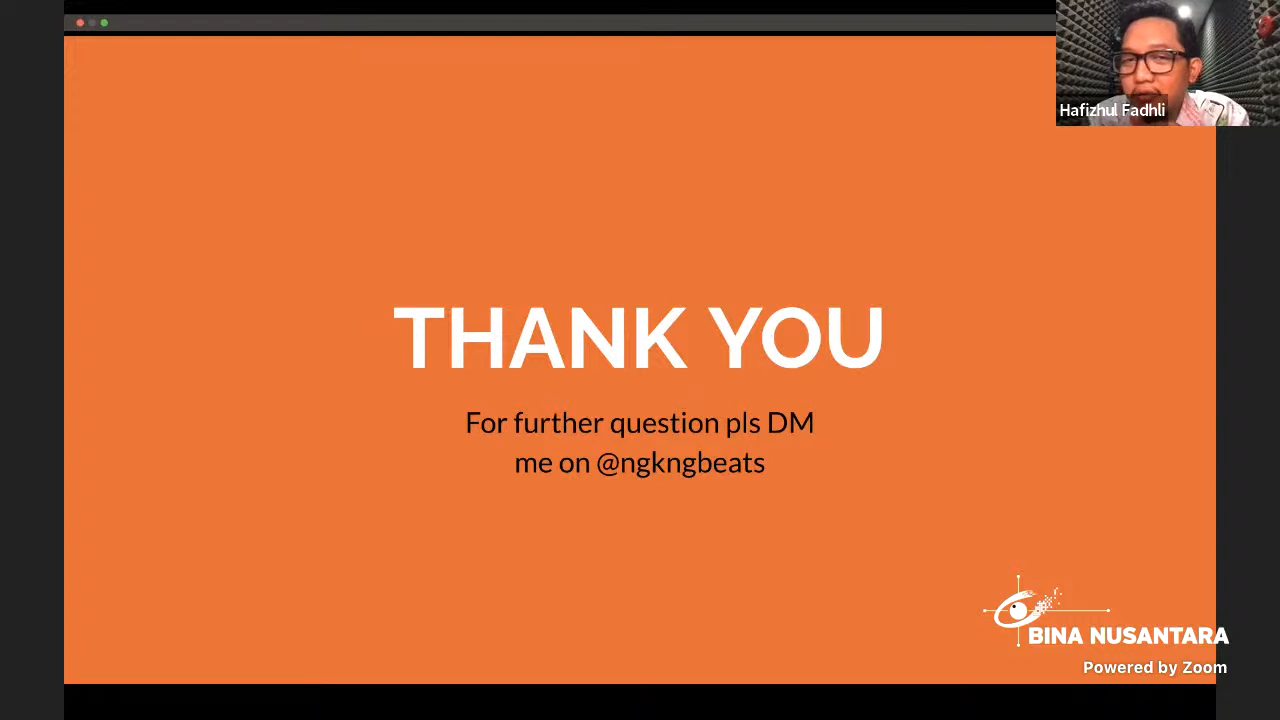 Hafizhul Fadhli
THANK YOU
For further question pls DM
me on @ngkngbeats
BINA NUSANTARA
Powered by Zoom